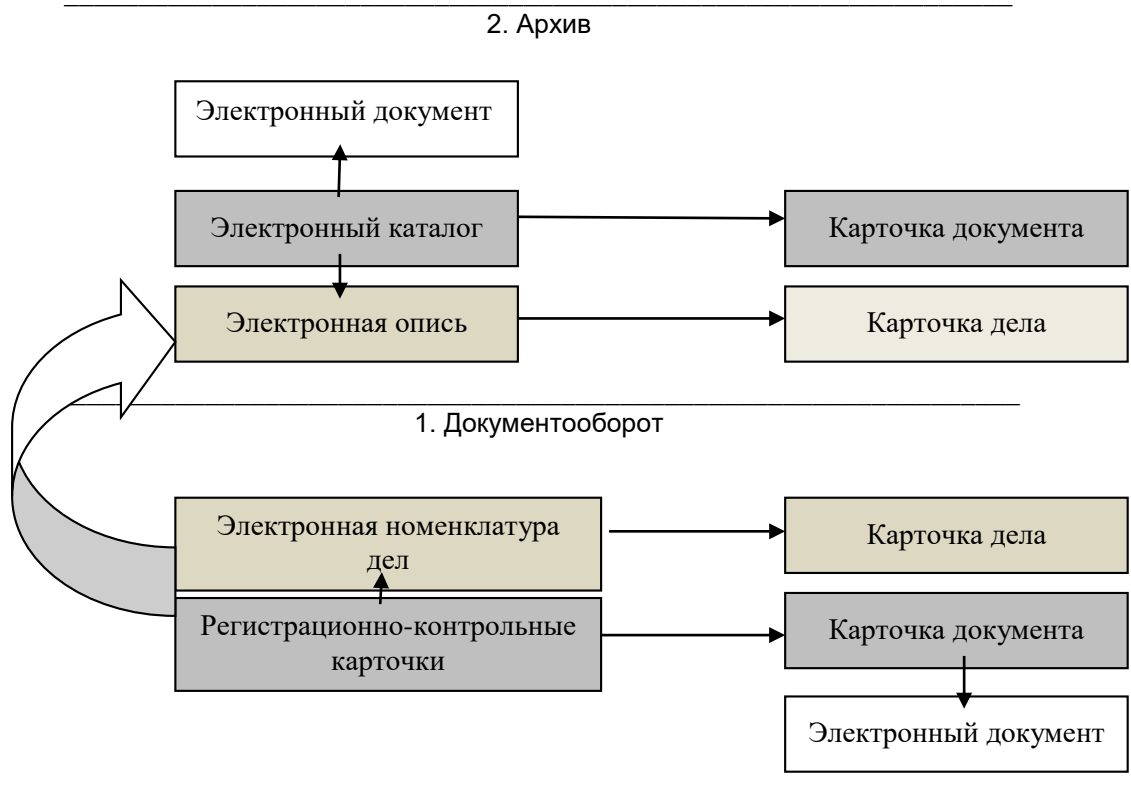 2. Архив
Электронный документ
Электронный каталог
Карточка документа
Электронная опись
Карточка дела
1. Документооборот
Электронная номенклатура
дел
Карточка дела
Регистрационно-контрольные
карточки
Карточка документа
Электронный документ